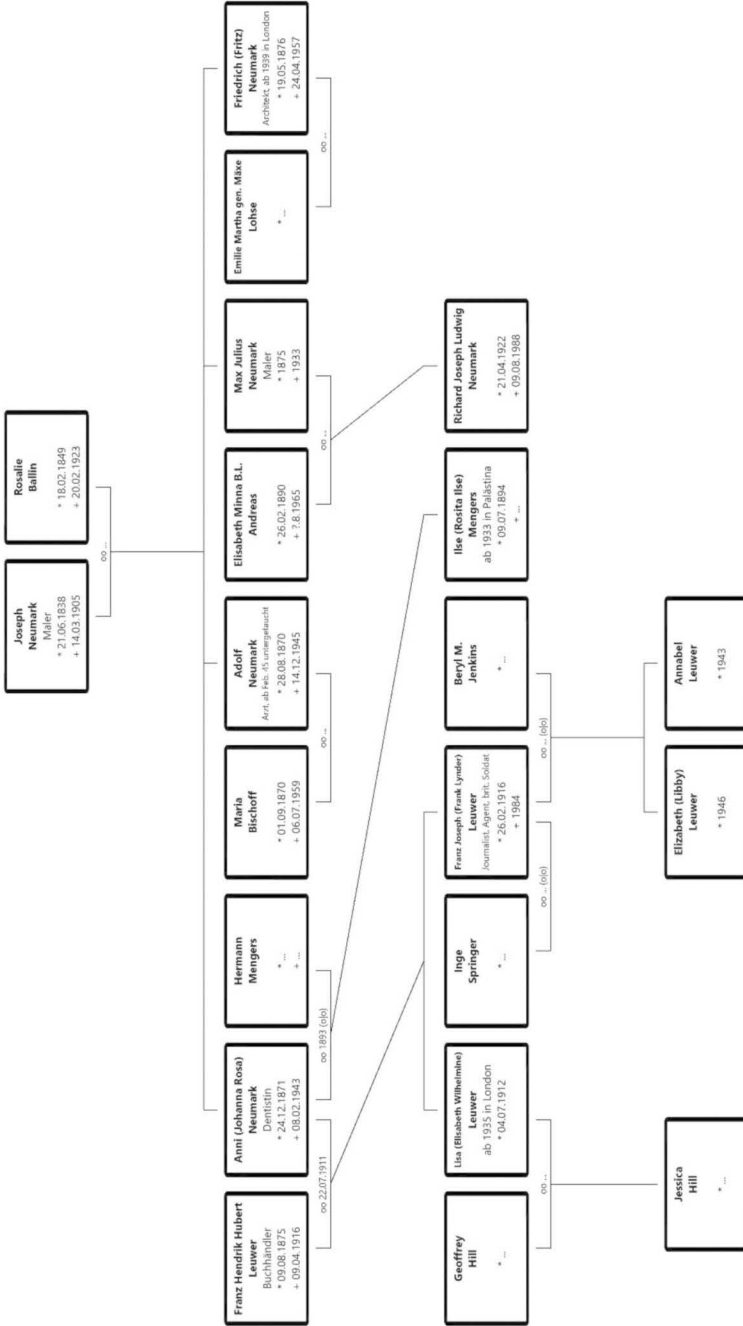 Joseph
Neumark
Maler
* 21.06.1838
+ 14.03.1905
Rosalie
Ballin
* 18.02.1849
+ 20.02.1923
oo ...
Franz Hendrik Hubert
Leuwer
Buchhändler
* 09.08.1875
+ 09.04.1916
Anni (Johanna Rosa)
Neumark
Dentistin
* 24.12.1871
+ 08.02.1943
Hermann
Mengers
* ...
+ ...
Maria
Bischoff
* 01.09.1870
+ 06.07.1959
Adolf
Neumark
Arzt, ab Feb. 45 untergetaucht
* 28.08.1870
+ 14.12.1945
Elisabeth Minna B.L.
Andreas
* 26.02.1890
+ ?.8.1965
Max Julius
Neumark
Maler
* 1875
+ 1933
Emilie Martha gen. Mäxe
Lohse
* ...
Friedrich (Fritz)
Neumark
Architekt, ab 1939 in London
* 19.05.1876
+ 24.04.1957
oo 22.07.1911
oo 1893 (o|o)
oo ...
oo ...
oo ...
Geoffrey
Hill
* ...
Lisa (Elisabeth Wilhelmine)
Leuwer
ab 1935 in London
* 04.07.1912
Inge
Springer
* ...
Franz Joseph (Frank Lynder)
Leuwer
Journalist, Agent, brit. Soldat
* 26.02.1916
+ 1984
Beryl M.
Jenkins
* ...
Ilse (Rosita Ilse)
Mengers
ab 1933 in Palästina
* 09.07.1894
+ ...
Richard Joseph Ludwig
Neumark
* 21.04.1922
+ 09.08.1988
oo ...
oo ... (o|o)
oo ... (o|o)
Jessica
Hill
* ...
Elizabeth (Libby)
Leuwer
* 1946
Annabel
Leuwer
* 1943